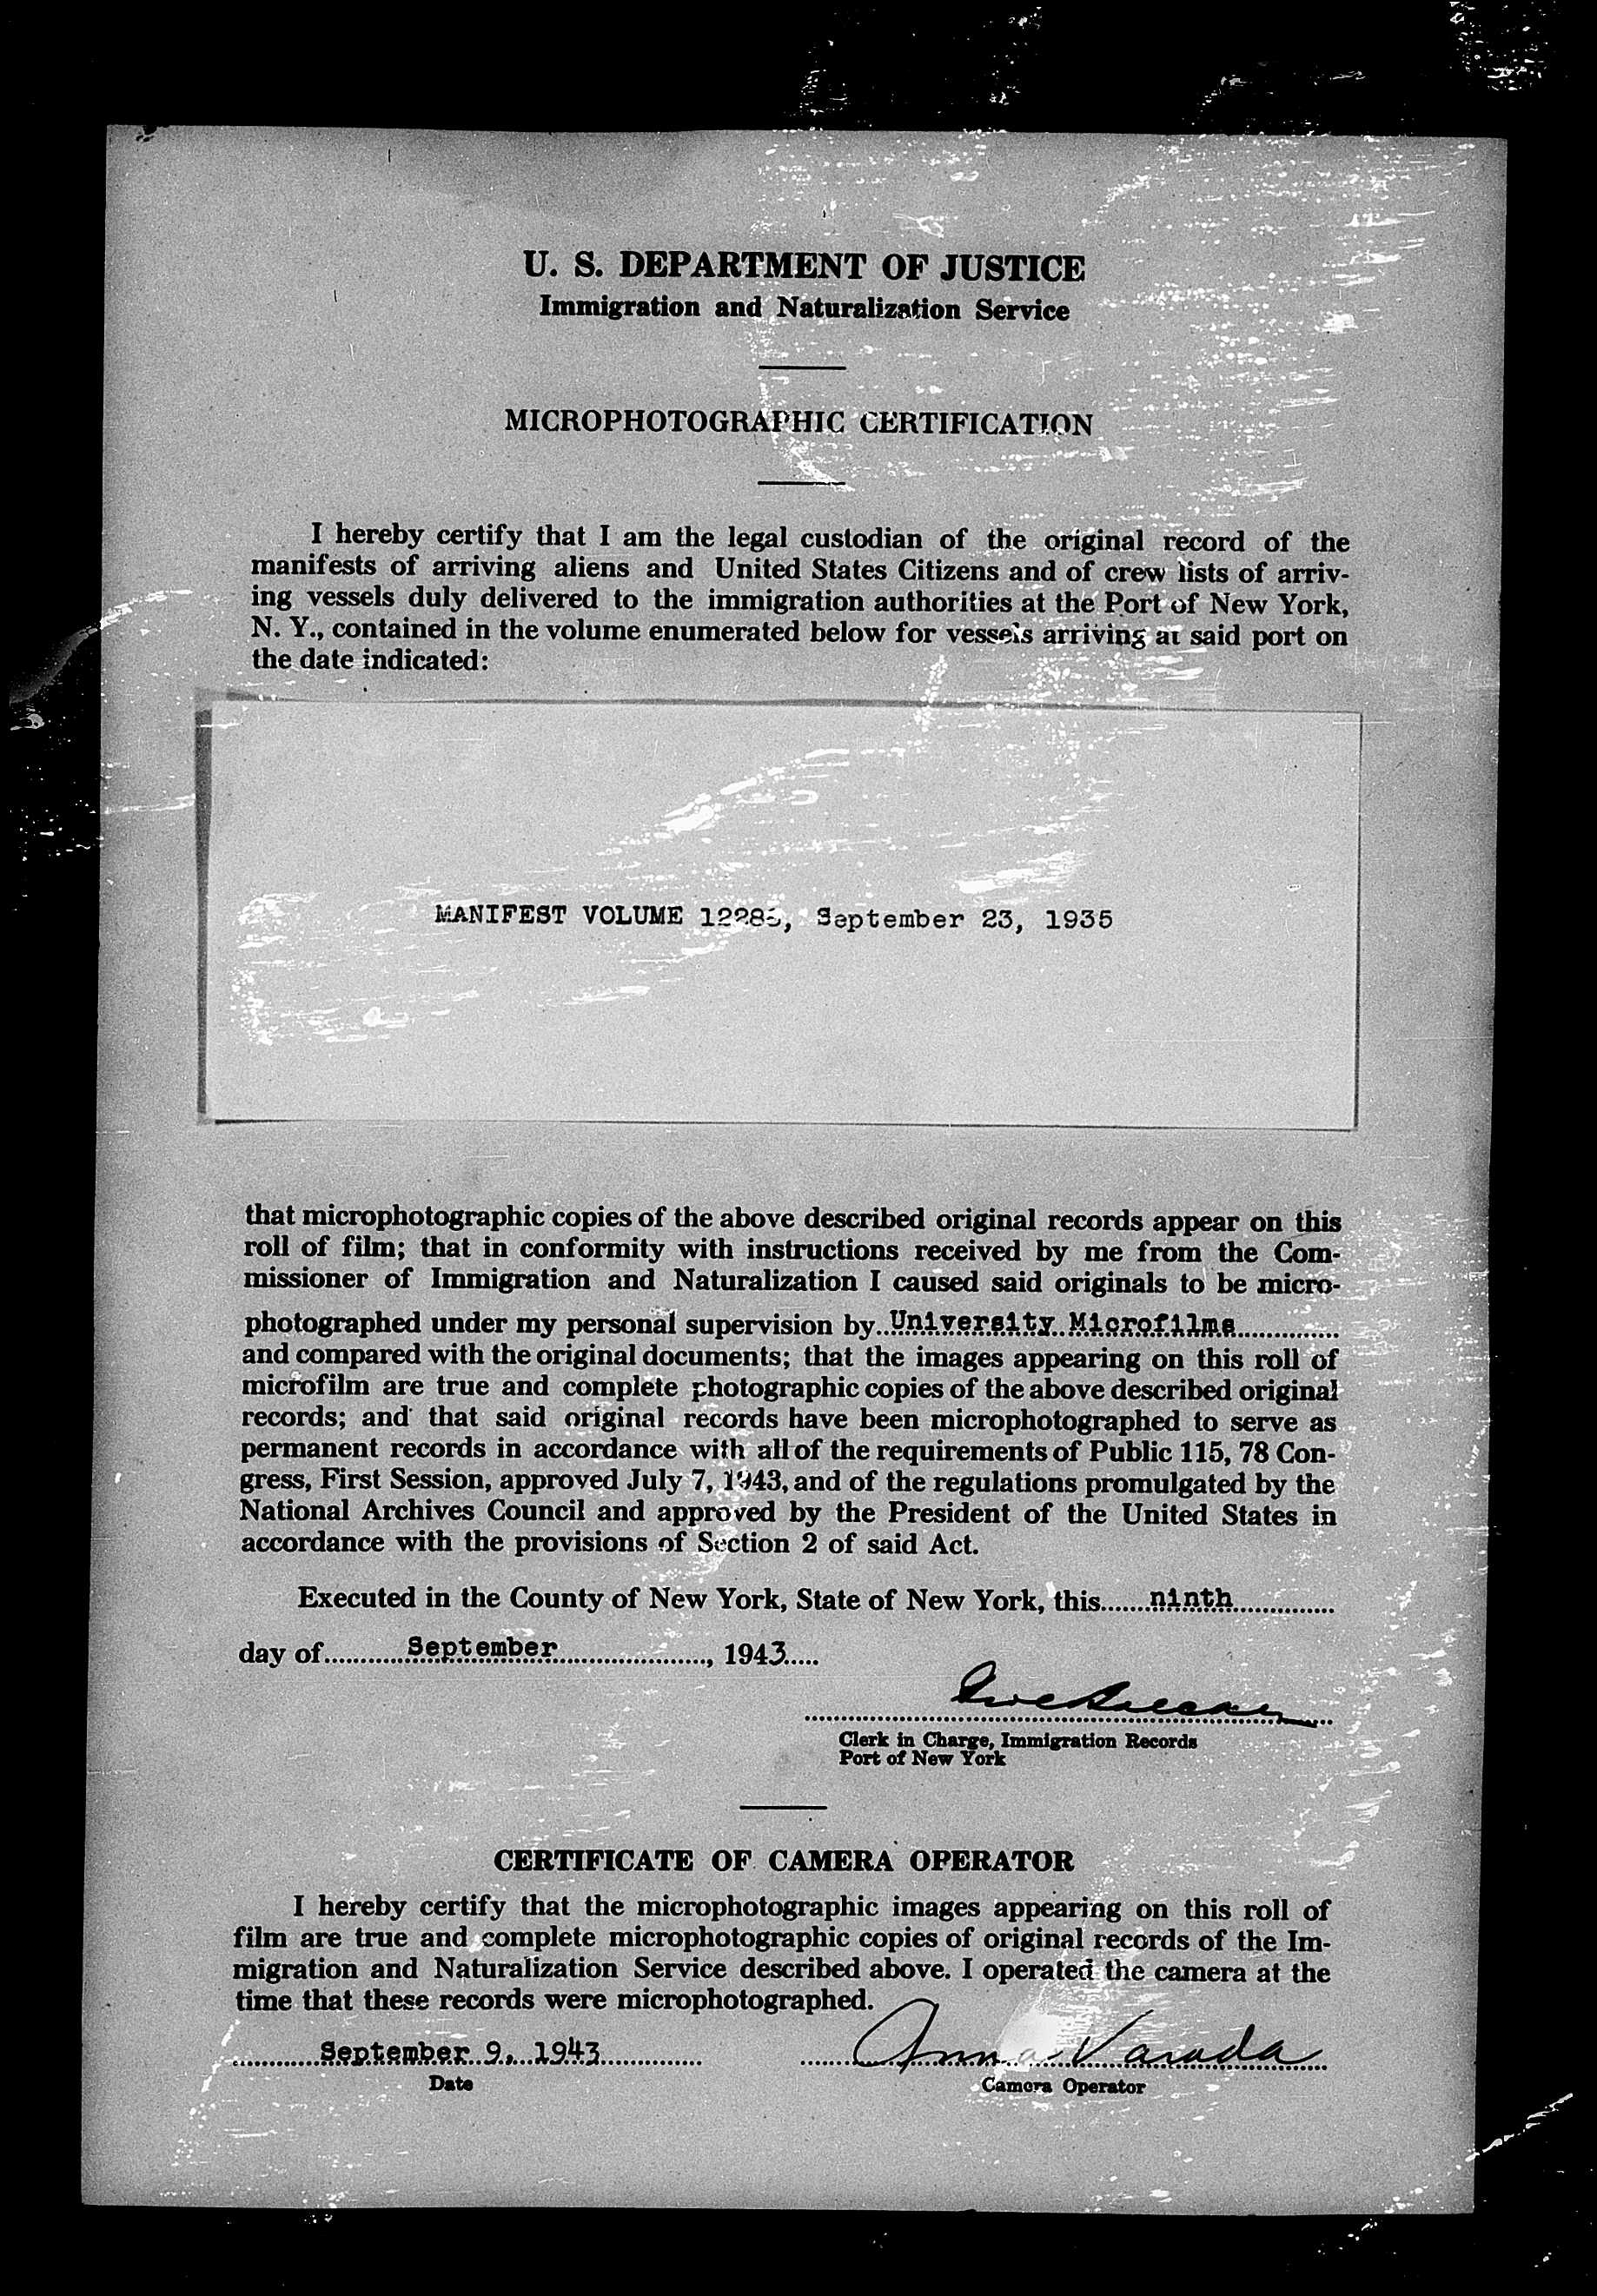 U. S. DEPARTMENT OF JUSTICE
Immigration and Naturalization Service
MICROPHOTOGRAPHIC CERTIFICATION
I hereby certify that I am the legal custodian of the original record of the
manifests of arriving aliens and United States Citizens and of crew lists of arriv-
ing vessels duly delivered to the immigration authorities at the Port of New York,
N. Y., contained in the volume enumerated below for vessels arriving at said port on
the date indicated:
MANIFEST VOLUME September 23, 1935
that microphotographic copies of the above described original records appear on this
roll of film; that in conformity with instructions received by me from the Com-
missioner of Immigration and Naturalization I caused said originals to be micro-
photographed under my personal supervision by University Microfilms
and compared with the original documents; that the images appearing on this roll of
microfilm are true and complete photographic copies of the above described original
records; and that said original records have been microphotographed to serve as
permanent records in accordance with all of the requirements of Public 115, 78 Con-
gress, First Session, approved July 7, 1943, and of the regulations promulgated by the
National Archives Council and approved by the President of the United States in
accordance with the provisions of Section 2 of said Act.
Executed in the County of New York, State of New York, this ninth
day of September, 1943
Clerk in Charge, Immigration Records
Port of New York
CERTIFICATE OF CAMERA OPERATOR
I hereby certify that the microphotographic images appearing on this roll of
film are true and complete microphotographic copies of original records of the Im-
migration and Naturalization Service described above. I operated the camera at the
time that these records were microphotographed.
September 9, 1943 Anna Varada
Date
Camera Operator